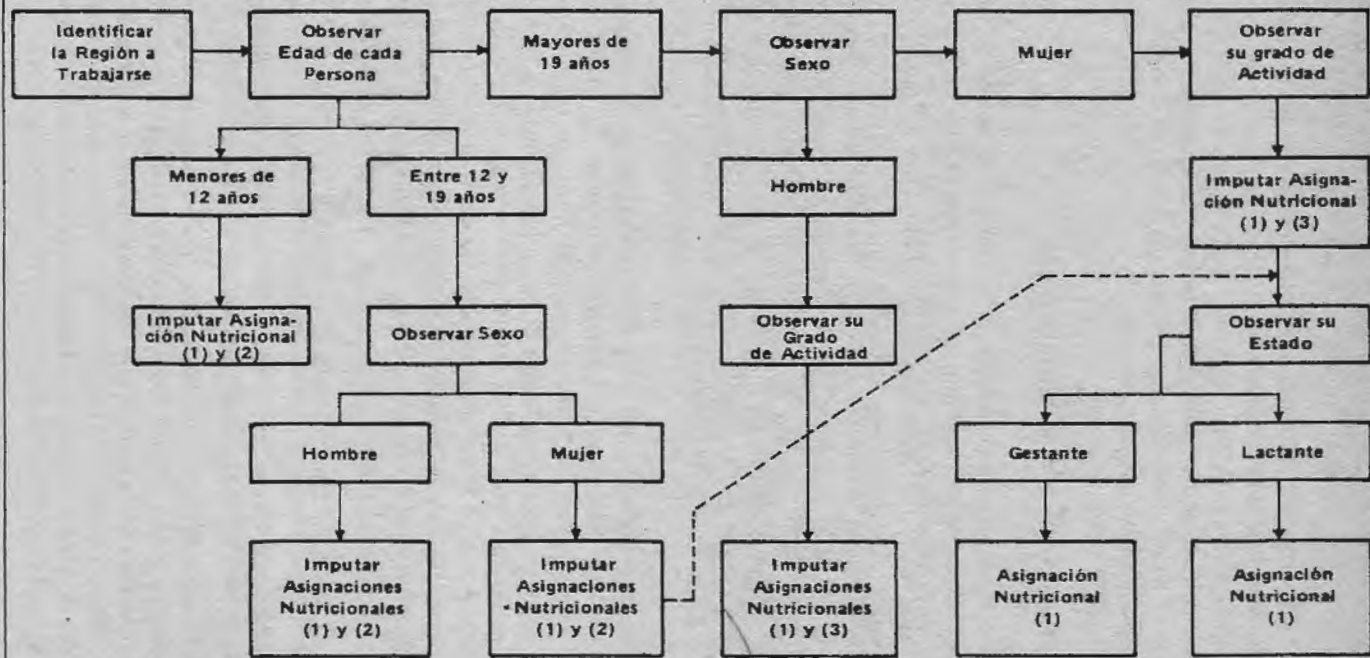 Identificar
la Región a
Trabajarse
Observar
Edad de cada
Persona
Mayores de
19 años
Observar
Sexo
Mujer
Observar
su grado de
Actividad
Menores de
12 años
Entre 12 y
19 años
Hombre
Imputar Asigna-
ción Nutricional
(1) y (3)
Imputar Asigna-
ción Nutricional
(1) y (2)
Observar Sexo
Observar su
Grado
de Actividad
Observar su
Estado
Hombre
Mujer
Gestante
Lactante
Imputar
Asignaciones
Nutricionales
(1) y (2)
Imputar
Asignaciones
Nutricionales
(1) y (2)
Imputar
Asignaciones
Nutricionales
(1) y (3)
Asignación
Nutricional
(1)
Asignación
Nutricional
(1)